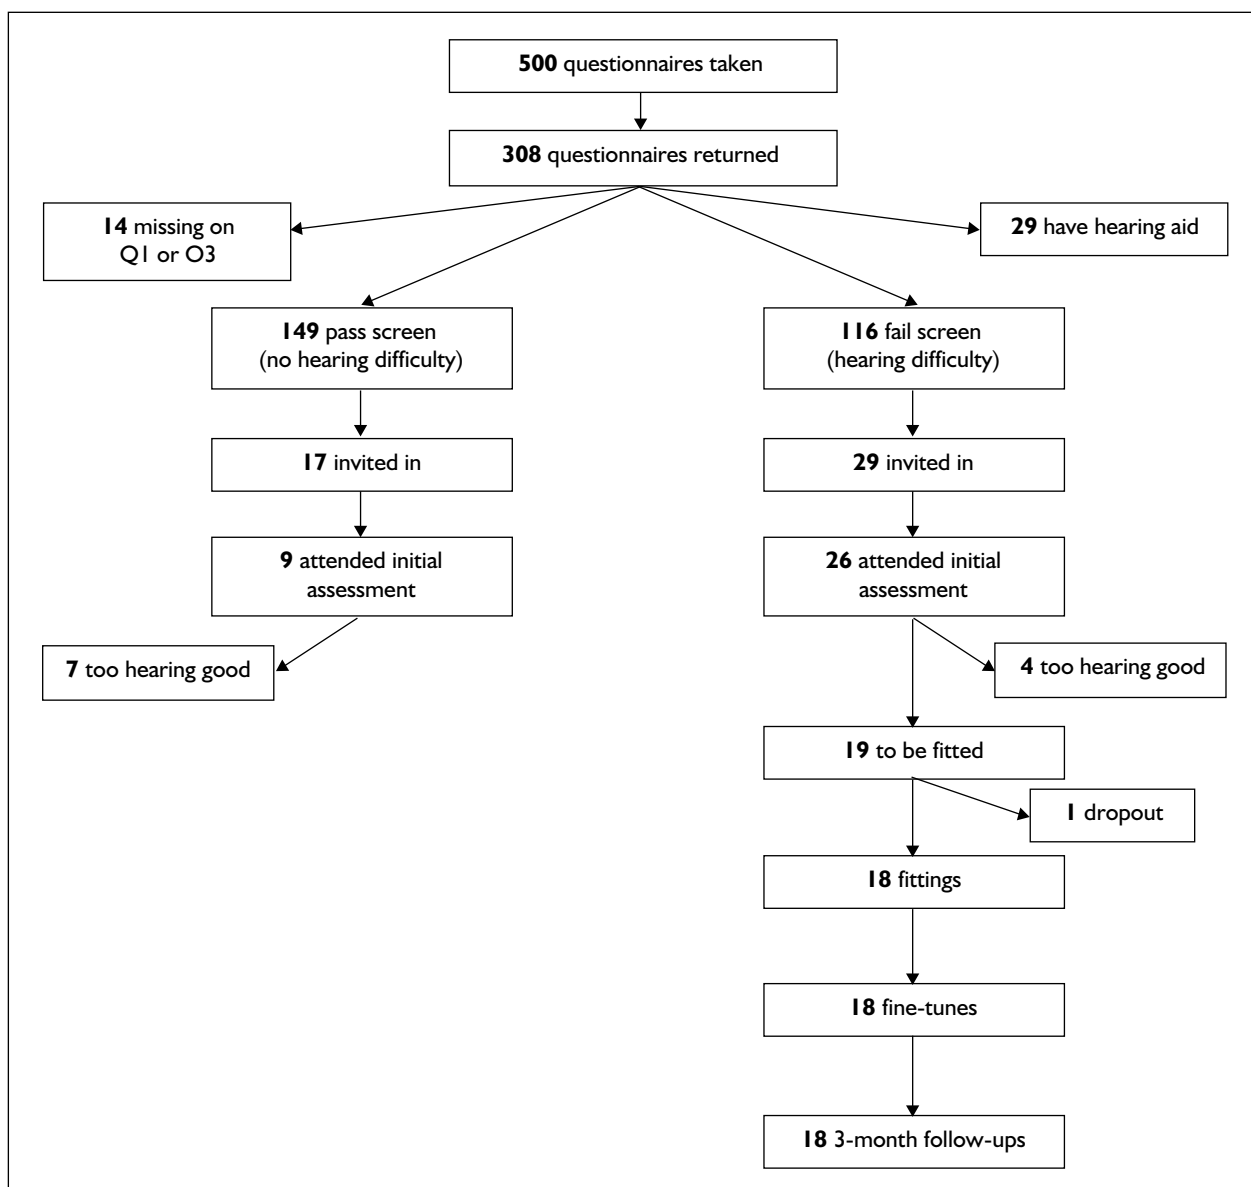 500 questionnaires taken
308 questionnaires returned
14 missing on
Q1 or O3
29 have hearing aid
149 pass screen
(no hearing difficulty)
116 fail screen
(hearing difficulty)
17 invited in
29 invited in
9 attended initial
assessment
26 attended initial
assessment
7 too hearing good
4 too hearing good
19 to be fitted
1 dropout
18 fittings
18 fine-tunes
18 3-month follow-ups